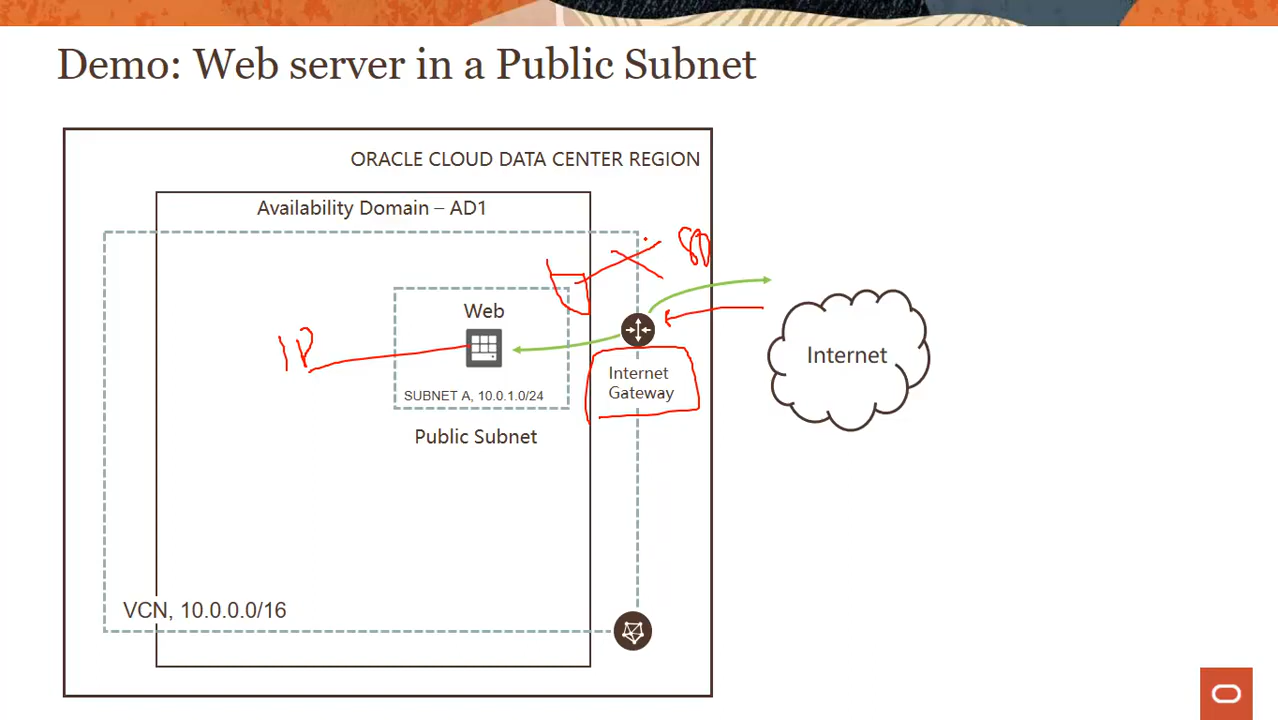 Demo: Web server in a Public Subnet
ORACLE CLOUD DATA CENTER REGION
Availability Domain – AD1
80
Web
IP
Internet
Gateway
Internet
SUBNET A, 10.0.1.0/24
Public Subnet
VCN, 10.0.0.0/16